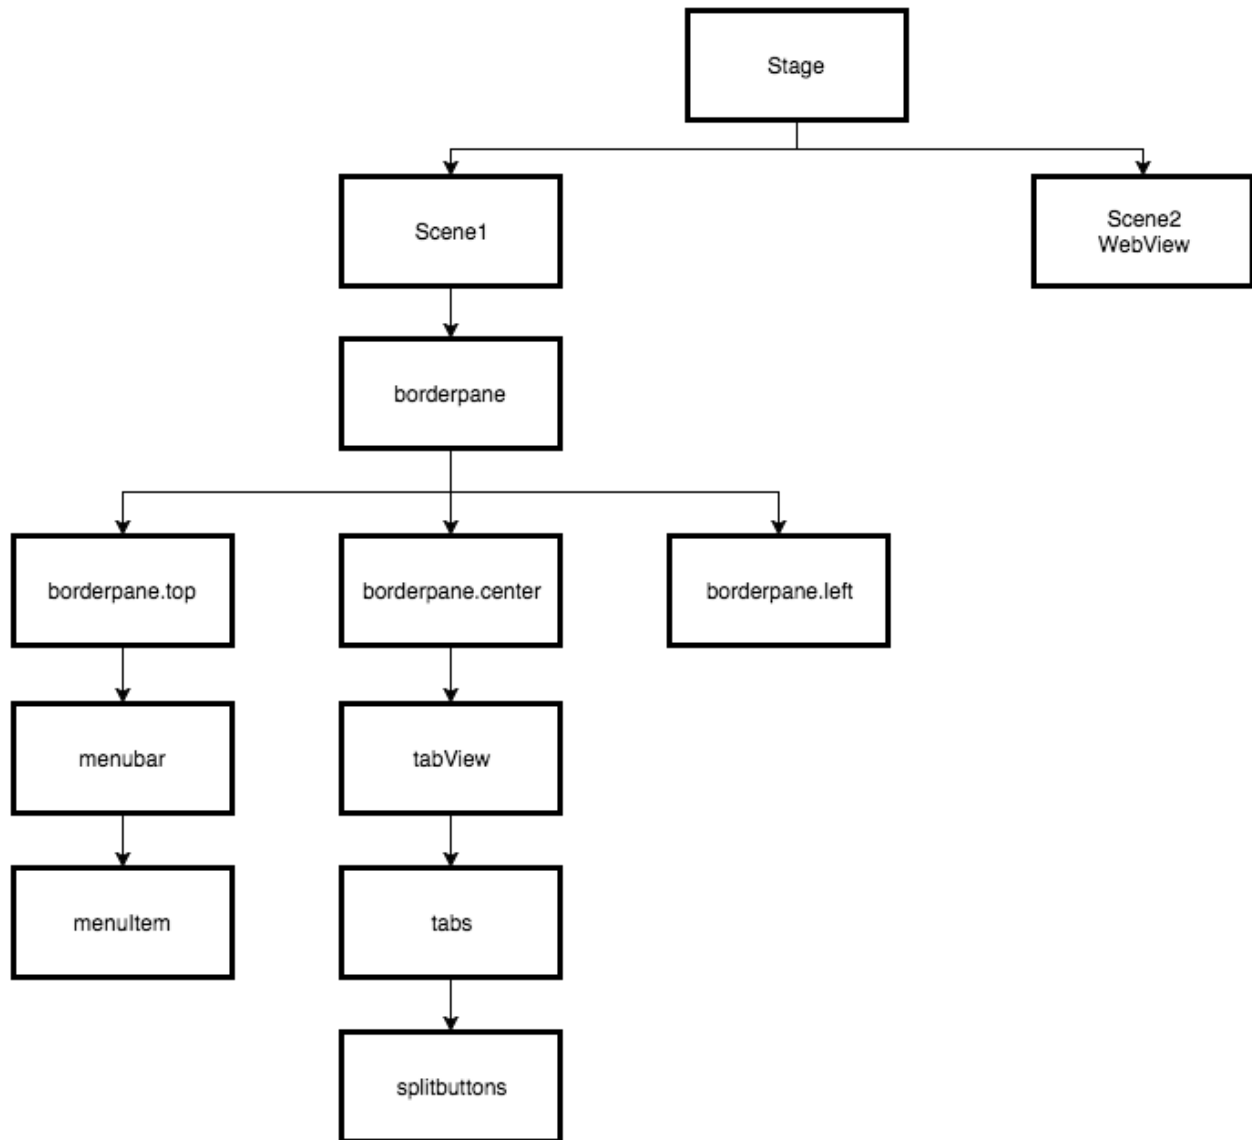 Stage
Scene1
Scene2
WebView
borderpane
borderpane.top
borderpane.center
borderpane.left
menubar
tabView
menuItem
tabs
splitbuttons